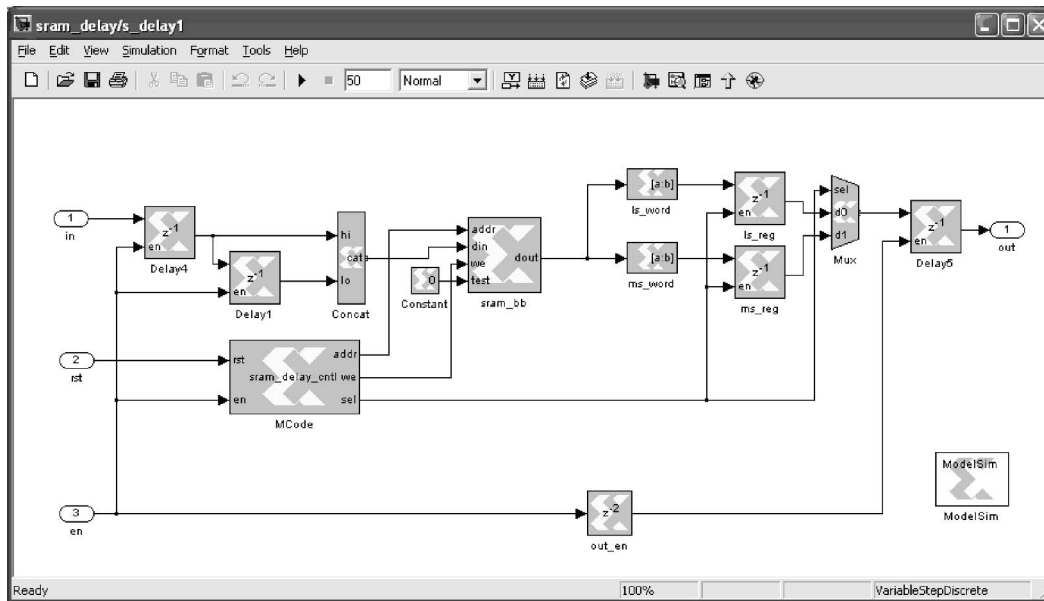 sram_delay/s_delay1
File Edit View Simulation Format Tools Help
50 Normal
1
in
z-1
en
Delay4
z-1
en
Delay1
hi
cat
lo
Concat
0
Constant
addr
din
we
test
dout
sram_bb
[a:b]
ls_word
[a:b]
ms_word
z-1
en
ls_reg
z-1
en
ms_reg
sel
d0
d1
Mux
z-1
en
Delay5
1
out
2
rst
rst
en
sram_delay_cntl
addr
we
sel
MCode
3
en
z-2
out_en
ModelSim
ModelSim
Ready 100% VariableStepDiscrete